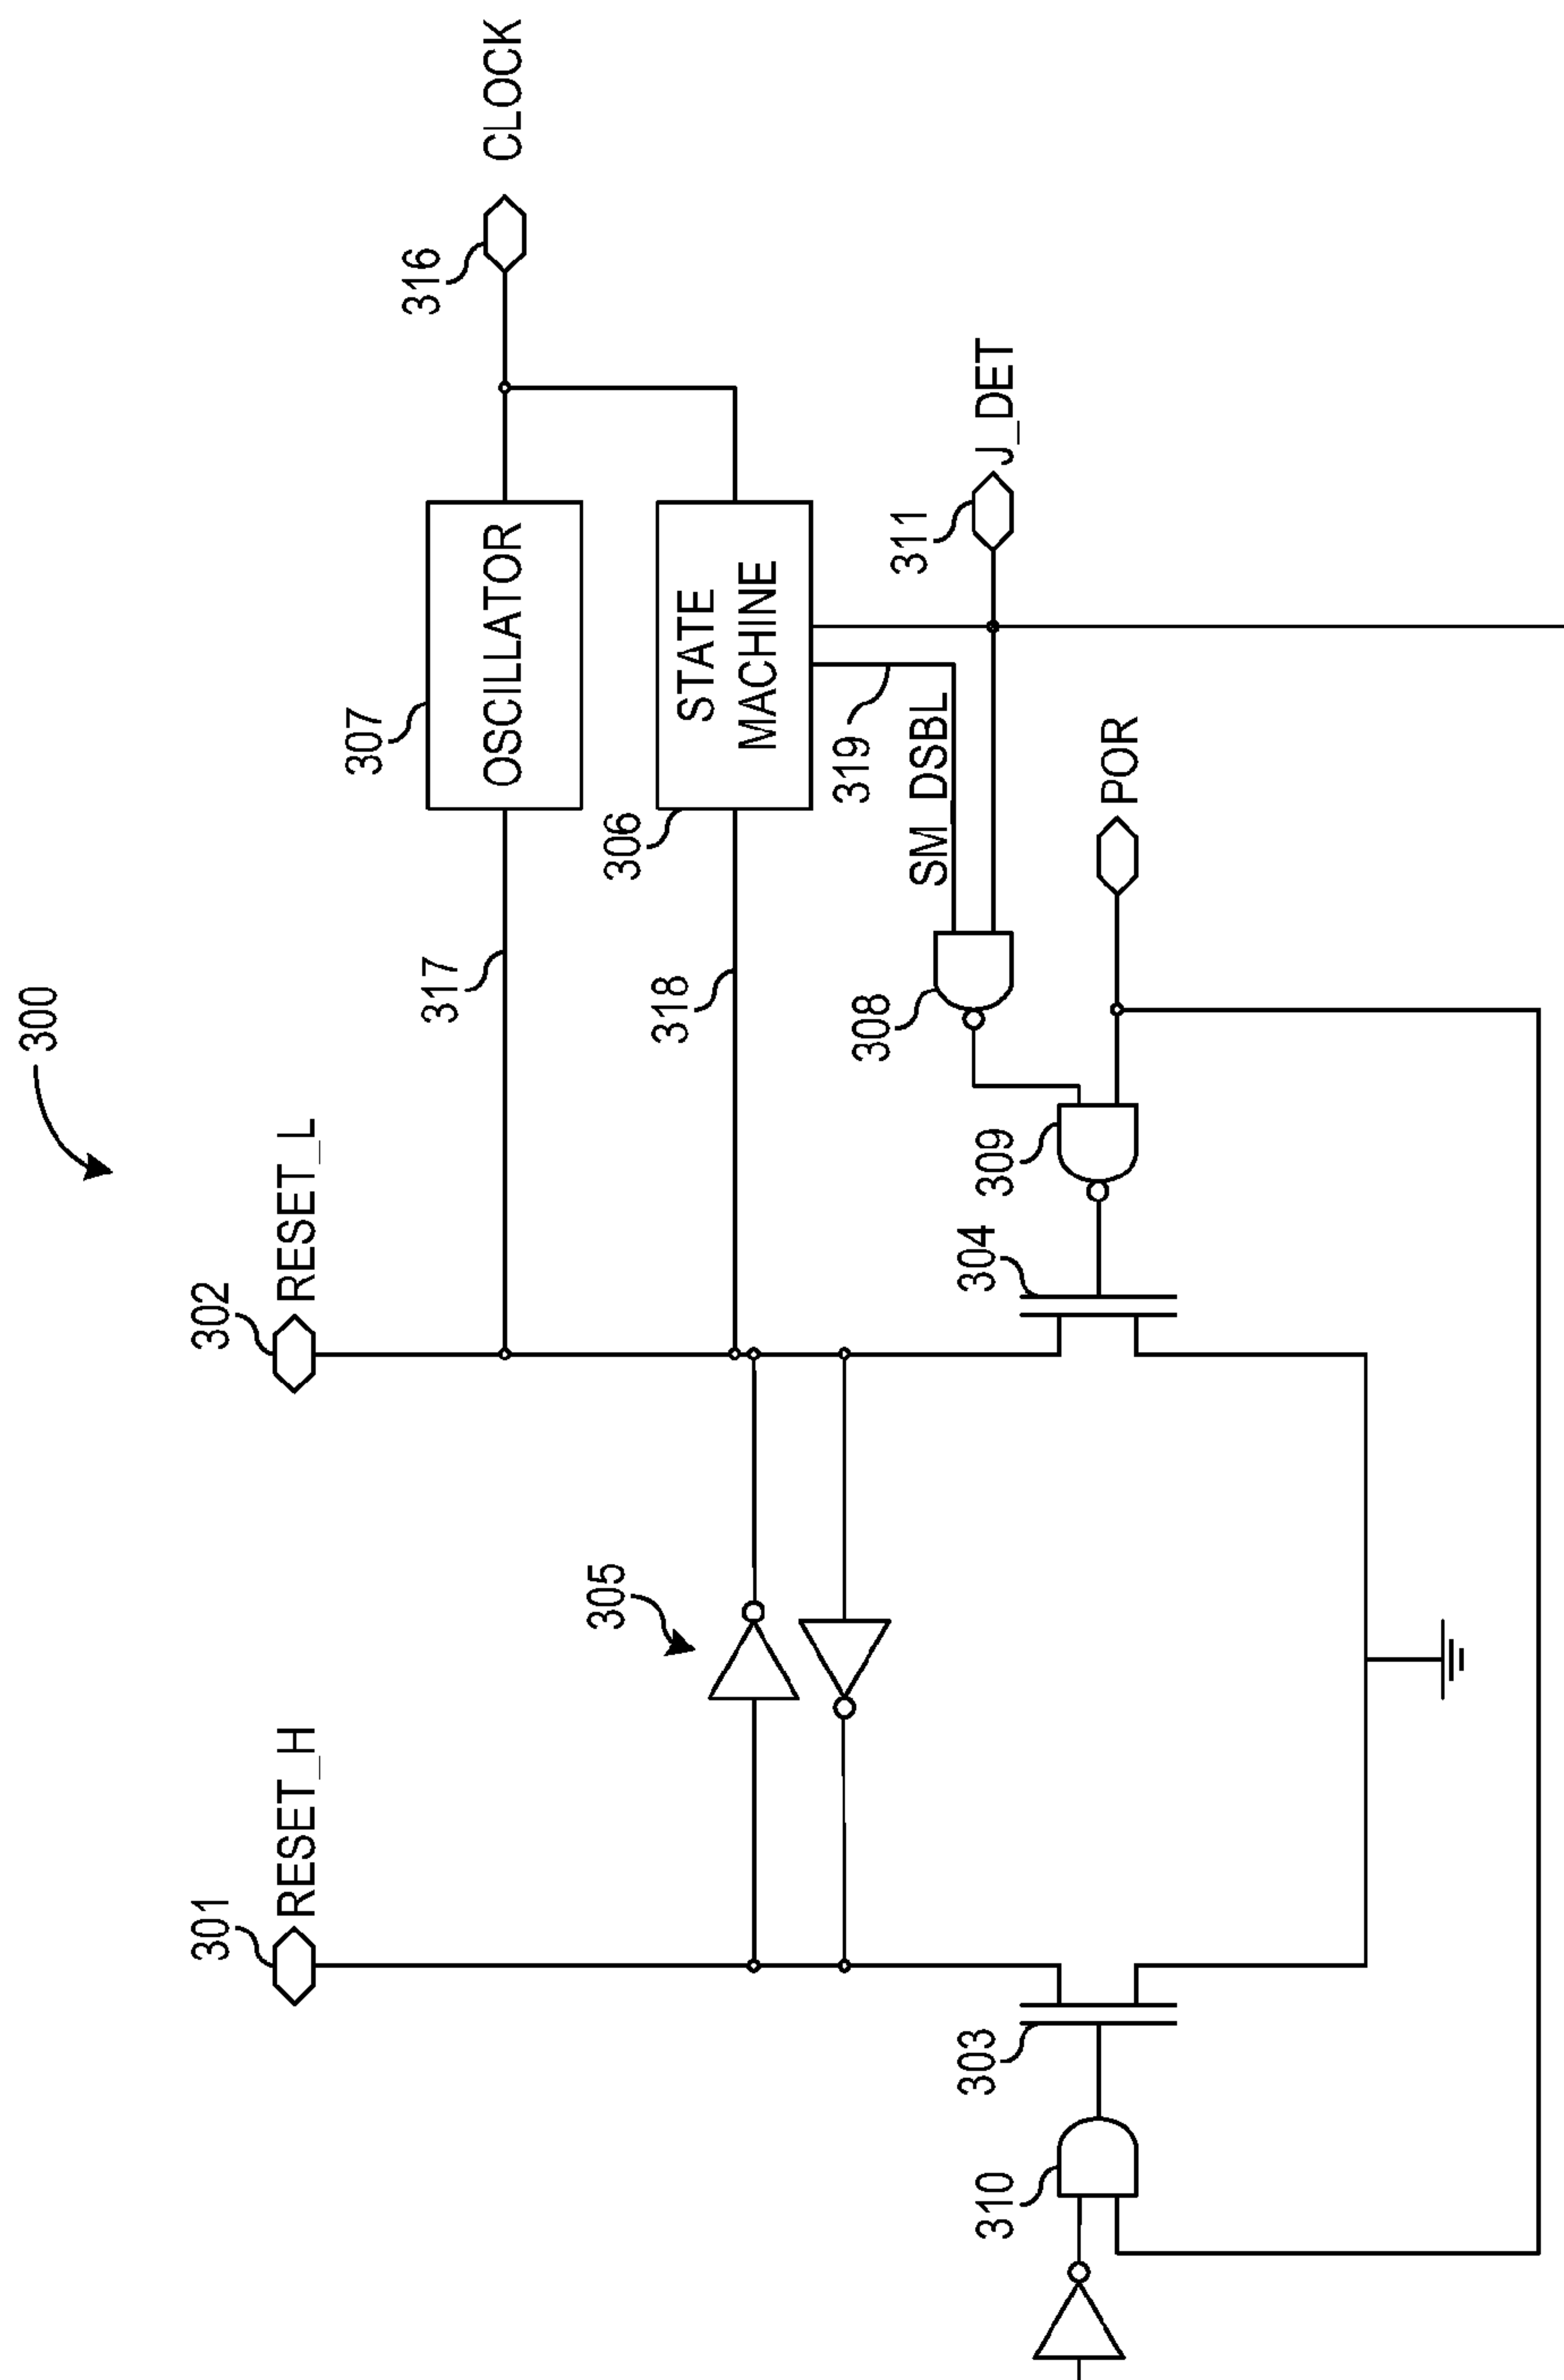 300
301
RESET_H
302
RESET_L
305
317
307
OSCILLATOR
316
CLOCK
318
306
STATE
MACHINE
319
SM_DSBL
308
311
J_DET
310
303
304
309
POR